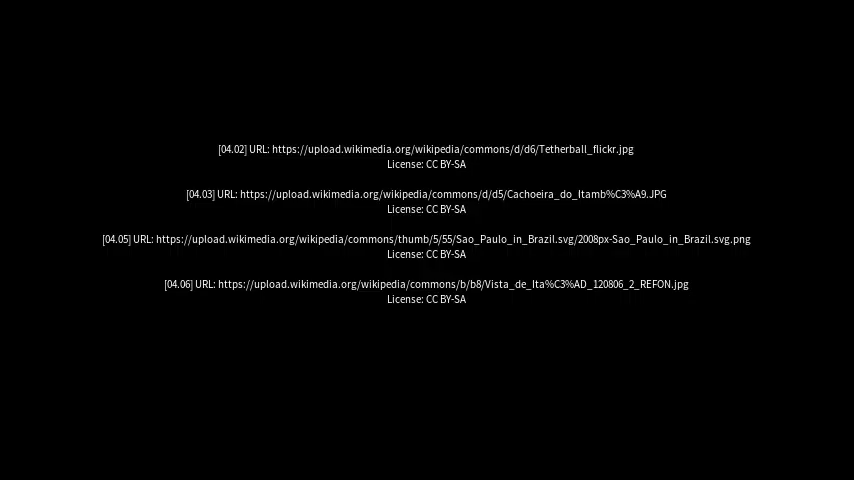 [04.02] URL: https://upload.wikimedia.org/wikipedia/commons/d/d6/Tetherball_flickr.jpg
License: CC BY-SA
[04.03] URL: https://upload.wikimedia.org/wikipedia/commons/d/d5/Cachoeira_do_Itamb%C3%A9.JPG
License: CC BY-SA
[04.05] URL: https://upload.wikimedia.org/wikipedia/commons/thumb/5/55/Sao_Paulo_in_Brazil.svg/2008px-Sao_Paulo_in_Brazil.svg.png
License: CC BY-SA
[04.06] URL: https://upload.wikimedia.org/wikipedia/commons/b/b8/Vista_de_Ita%C3%AD_120806_2_REFON.jpg
License: CC BY-SA